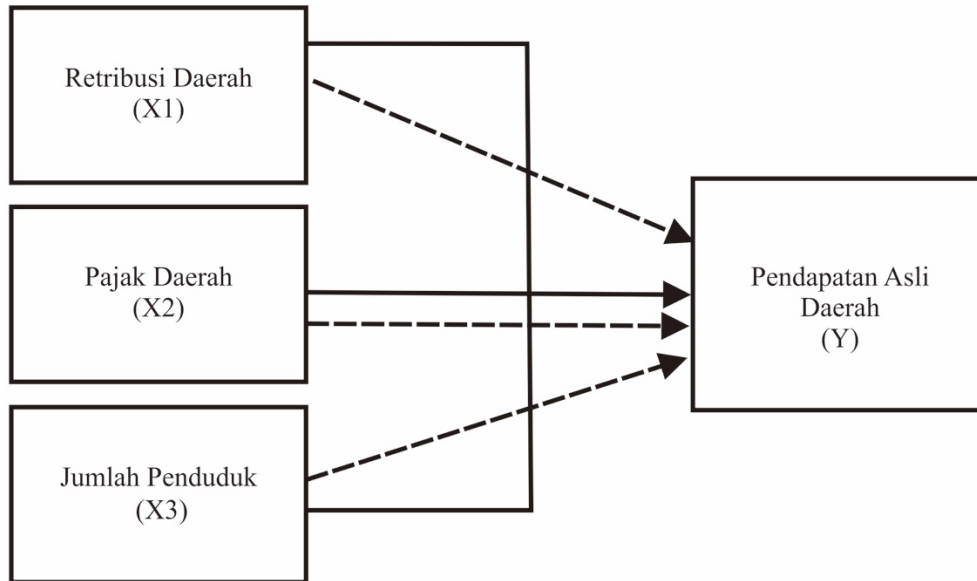 Retribusi Daerah
(X1)
Pajak Daerah
(X2)
Jumlah Penduduk
(X3)
Pendapatan Asli
Daerah
(Y)